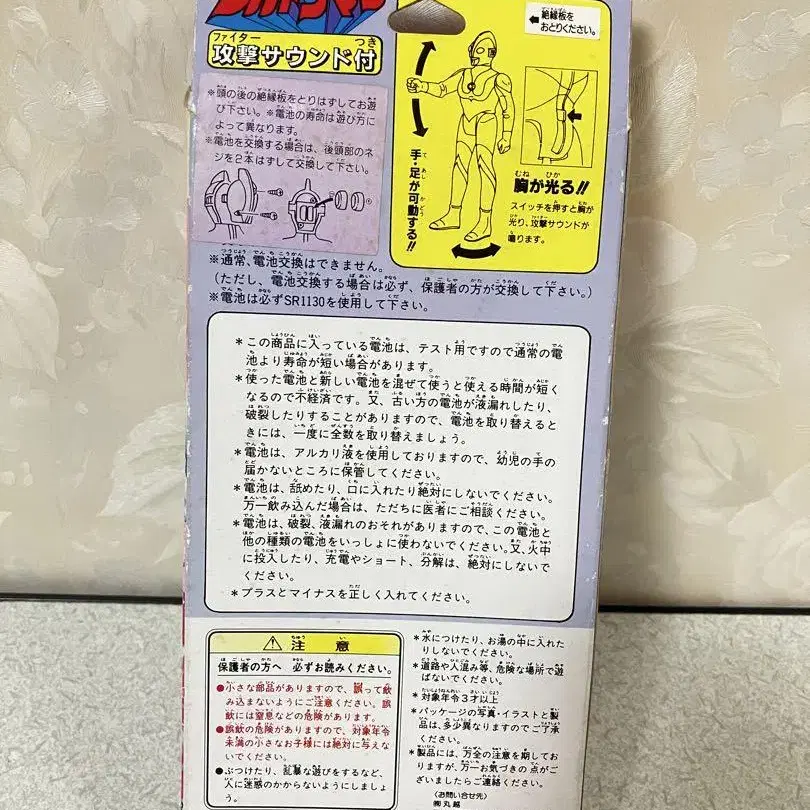 ウルトラマン
攻撃サウンド付
ファイター
つき
※頭の後の絶縁板をとりはずしてお遊
び下さい。※電池の寿命は遊び方に
よって異なります。
※電池を交換する場合は、後頭部のネ
ジを2本はずして交換して下さい。
絶縁板を
おとりください。
手・足が可動する!!
胸が光る!!
スイッチを押すと胸が
光り、攻撃サウンドが
鳴ります。
※通常、電池交換はできません。
(ただし、電池交換する場合は必ず、保護者の方が交換して下さい。)
※電池は必ずSR1130を使用して下さい。
*この商品に入っている電池は、テスト用ですので通常の電
池より寿命が短い場合があります。
*使った電池と新しい電池を混ぜて使うと使える時間が短く
なるので不経済です。又、古い方の電池が液漏れしたり、
破裂したりすることがありますので、電池を取り替えると
きには、一度に全数を取り替えましょう。
*電池は、アルカリ液を使用しておりますので、幼児の手の
届かないところに保管してください。
*電池は、舐めたり、口に入れたり絶対にしないでください。
万一飲み込んだ場合は、ただちに医者にご相談ください。
*電池は、破裂、液漏れのおそれがありますので、この電池と
他の種類の電池をいっしょに使わないでください。又、火中
に投入したり、充電やショート、分解は、絶対にしないで
ください。
*プラスとマイナスを正しく入れてください。
⚠注意
保護者の方へ 必ずお読みください。
●小さな部品がありますので、誤って飲
み込まないようにご注意ください。誤
飲には窒息などの危険があります。
●誤飲の危険がありますので、対象年令
未満の小さなお子様には絶対に与えな
いでください。
●ぶつけたり、乱暴な遊びをするなど、
人に迷惑のかからないようにしましょ
う。
*水につけたり、お湯の中に入れた
りしないでください。
*道路や人混み等、危険な場所で遊
ばないでください。
*対象年令3才以上
*パッケージの写真・イラストと製
品は、多少異なりますのでご了承
ください。
*製品には、万全の注意を期してお
りますが、万一お気づきの点がご
ざいましたらご連絡ください。
〈お問い合せ先〉
㈲丸越